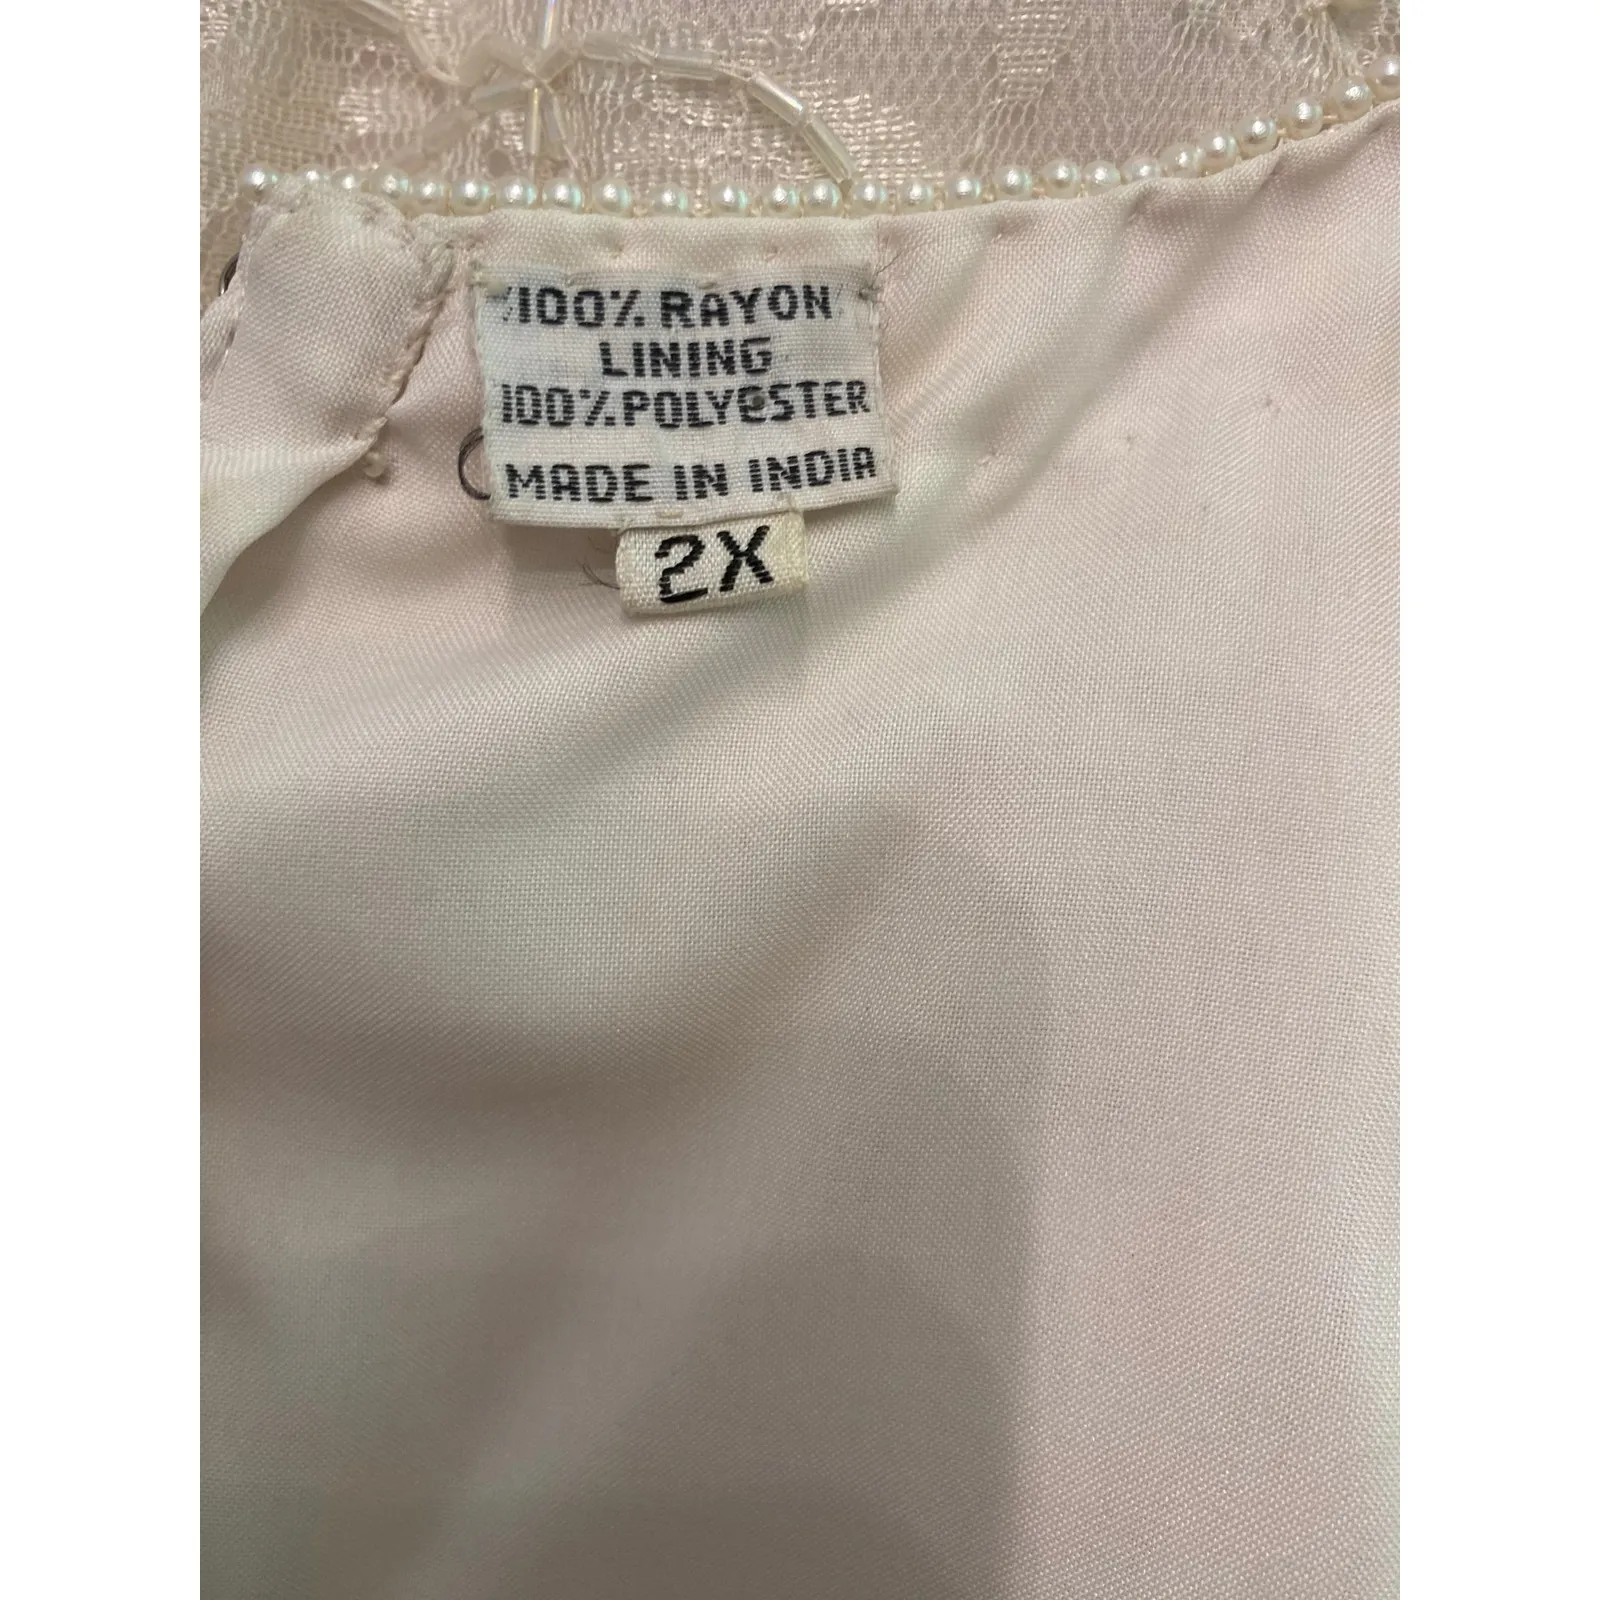 100% RAYON
LINING
100% POLYESTER
MADE IN INDIA
2X